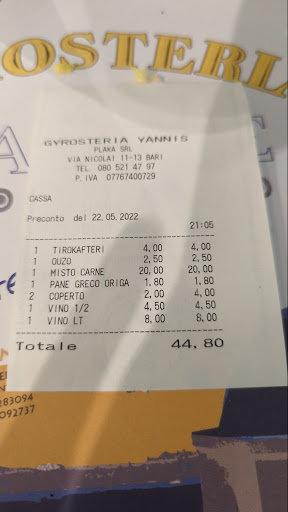 ROSTERIA
GYROSTERIA YANNIS
PLAKA SRL
VIA NICOLAI 11-13 BARI
TEL. 080 521 47 97
P.IVA 07767400729
CASSA
Preconto del 22.05.2022
21:05
1 TIROKAFTERI 4,00 4,00
1 OUZO 2,50 2,50
1 MISTO CARNE 20,00 20,00
1 PANE GRECO ORIGA 1,80 1,80
2 COPERTO 2,00 4,00
1 VINO 1/2 4,50 4,50
1 VINO LT 8,00 8,00
Totale 44,80
283094
092737